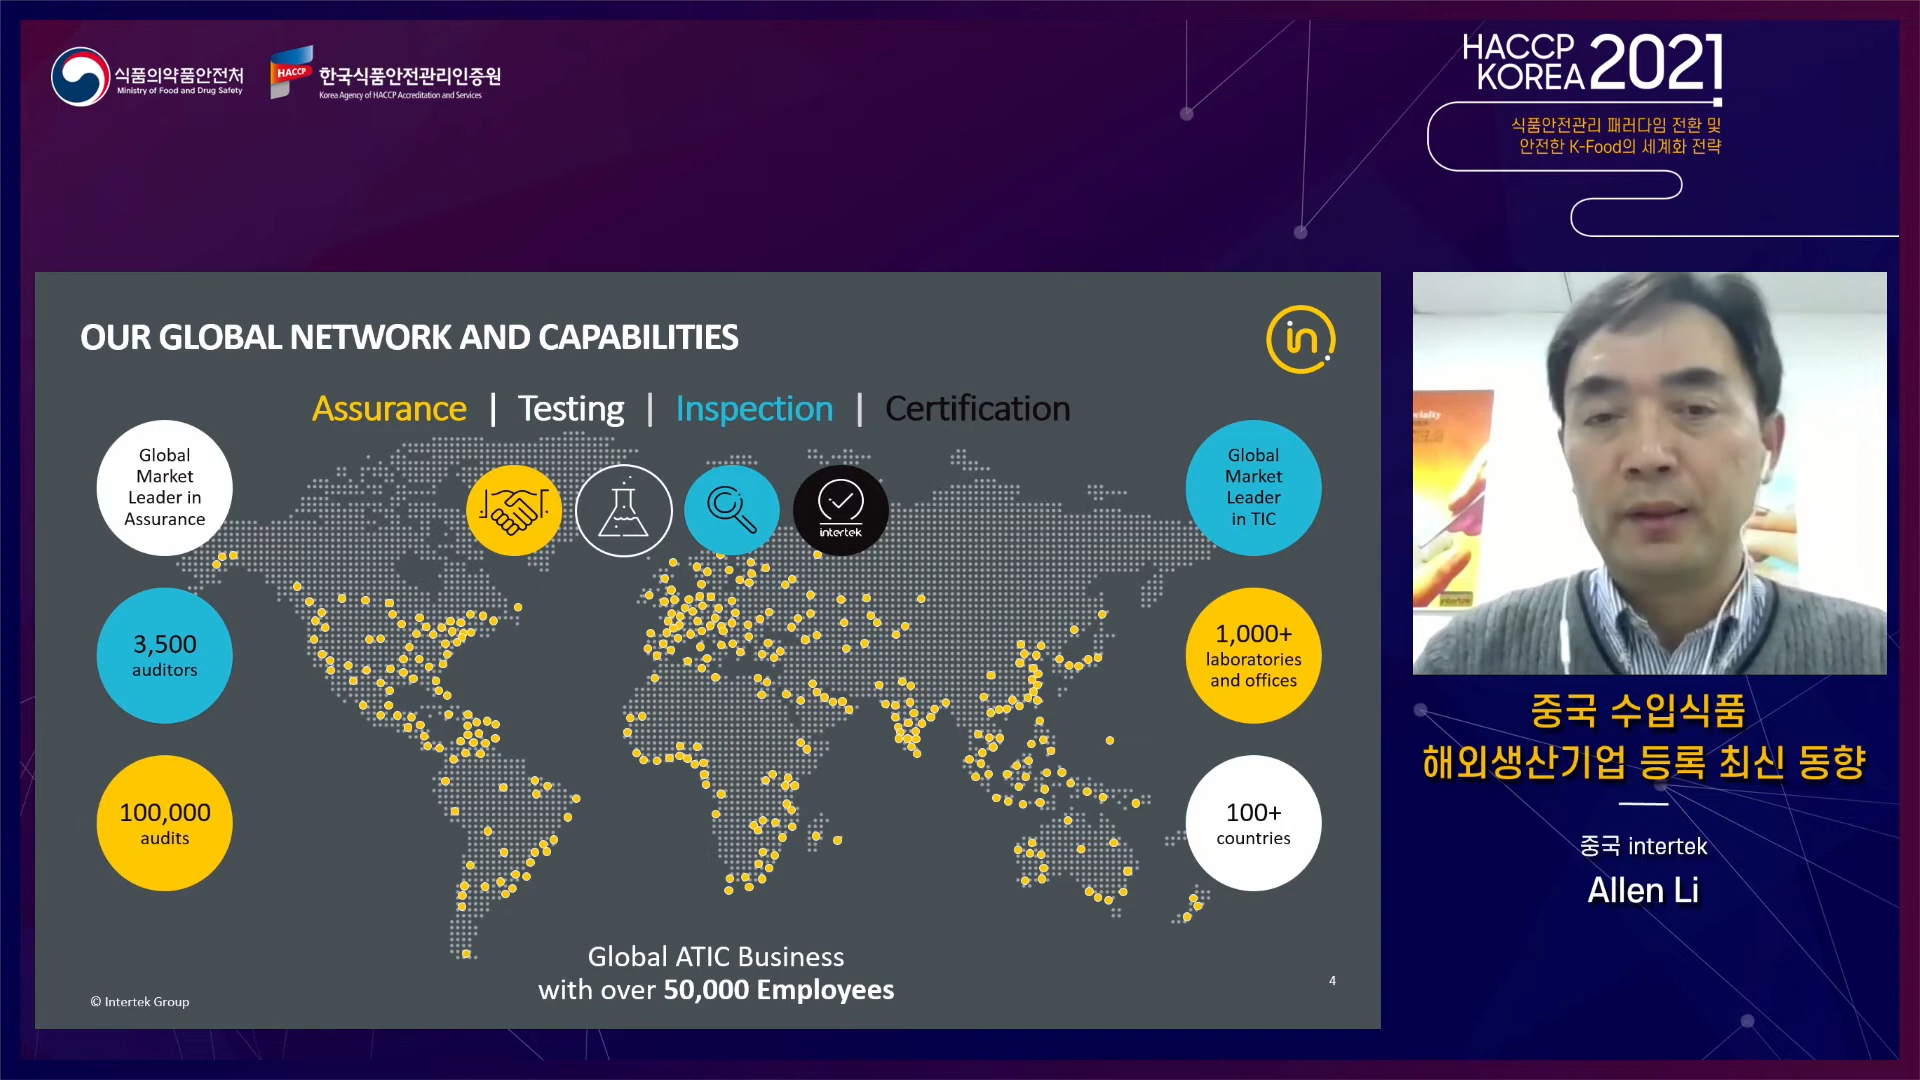 식품의약품안전처
Ministry of Food and Drug Safety
HACCP
한국식품안전관리인증원
Korea Agency of HACCP Accreditation and Services
HACCP
KOREA 2021
식품안전관리 패러다임 전환 및
안전한 K-Food의 세계화 전략
OUR GLOBAL NETWORK AND CAPABILITIES
in
Assurance | Testing | Inspection | Certification
Global
Market
Leader in
Assurance
3,500
auditors
100,000
audits
intertek
Global
Market
Leader
in TIC
1,000+
laboratories
and offices
100+
countries
Global ATIC Business
with over 50,000 Employees
© Intertek Group
4
intertek
중국 수입식품
해외생산기업 등록 최신 동향
중국 intertek
Allen Li